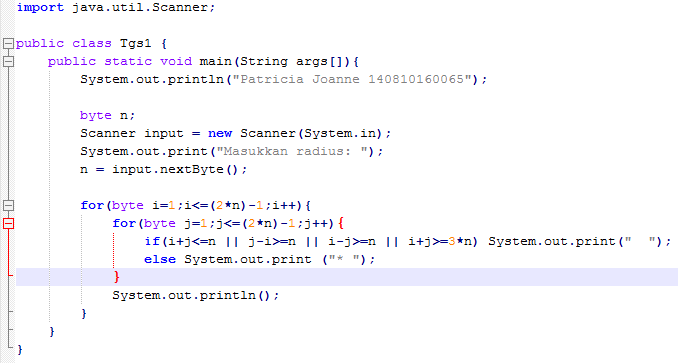 import java.util.Scanner;
public class Tgs1 {
public static void main(String args[]){
System.out.println("Patricia Joanne 140810160065");
byte n;
Scanner input = new Scanner(System.in);
System.out.print("Masukkan radius: ");
n = input.nextByte();
for(byte i=1;i<=(2*n)-1;i++){
for(byte j=1;j<=(2*n)-1;j++){
if(i+j<=n || j-i>=n || i-j>=n || i+j>=3*n) System.out.print("  ");
else System.out.print ("* ");
}
System.out.println();
}
}
}